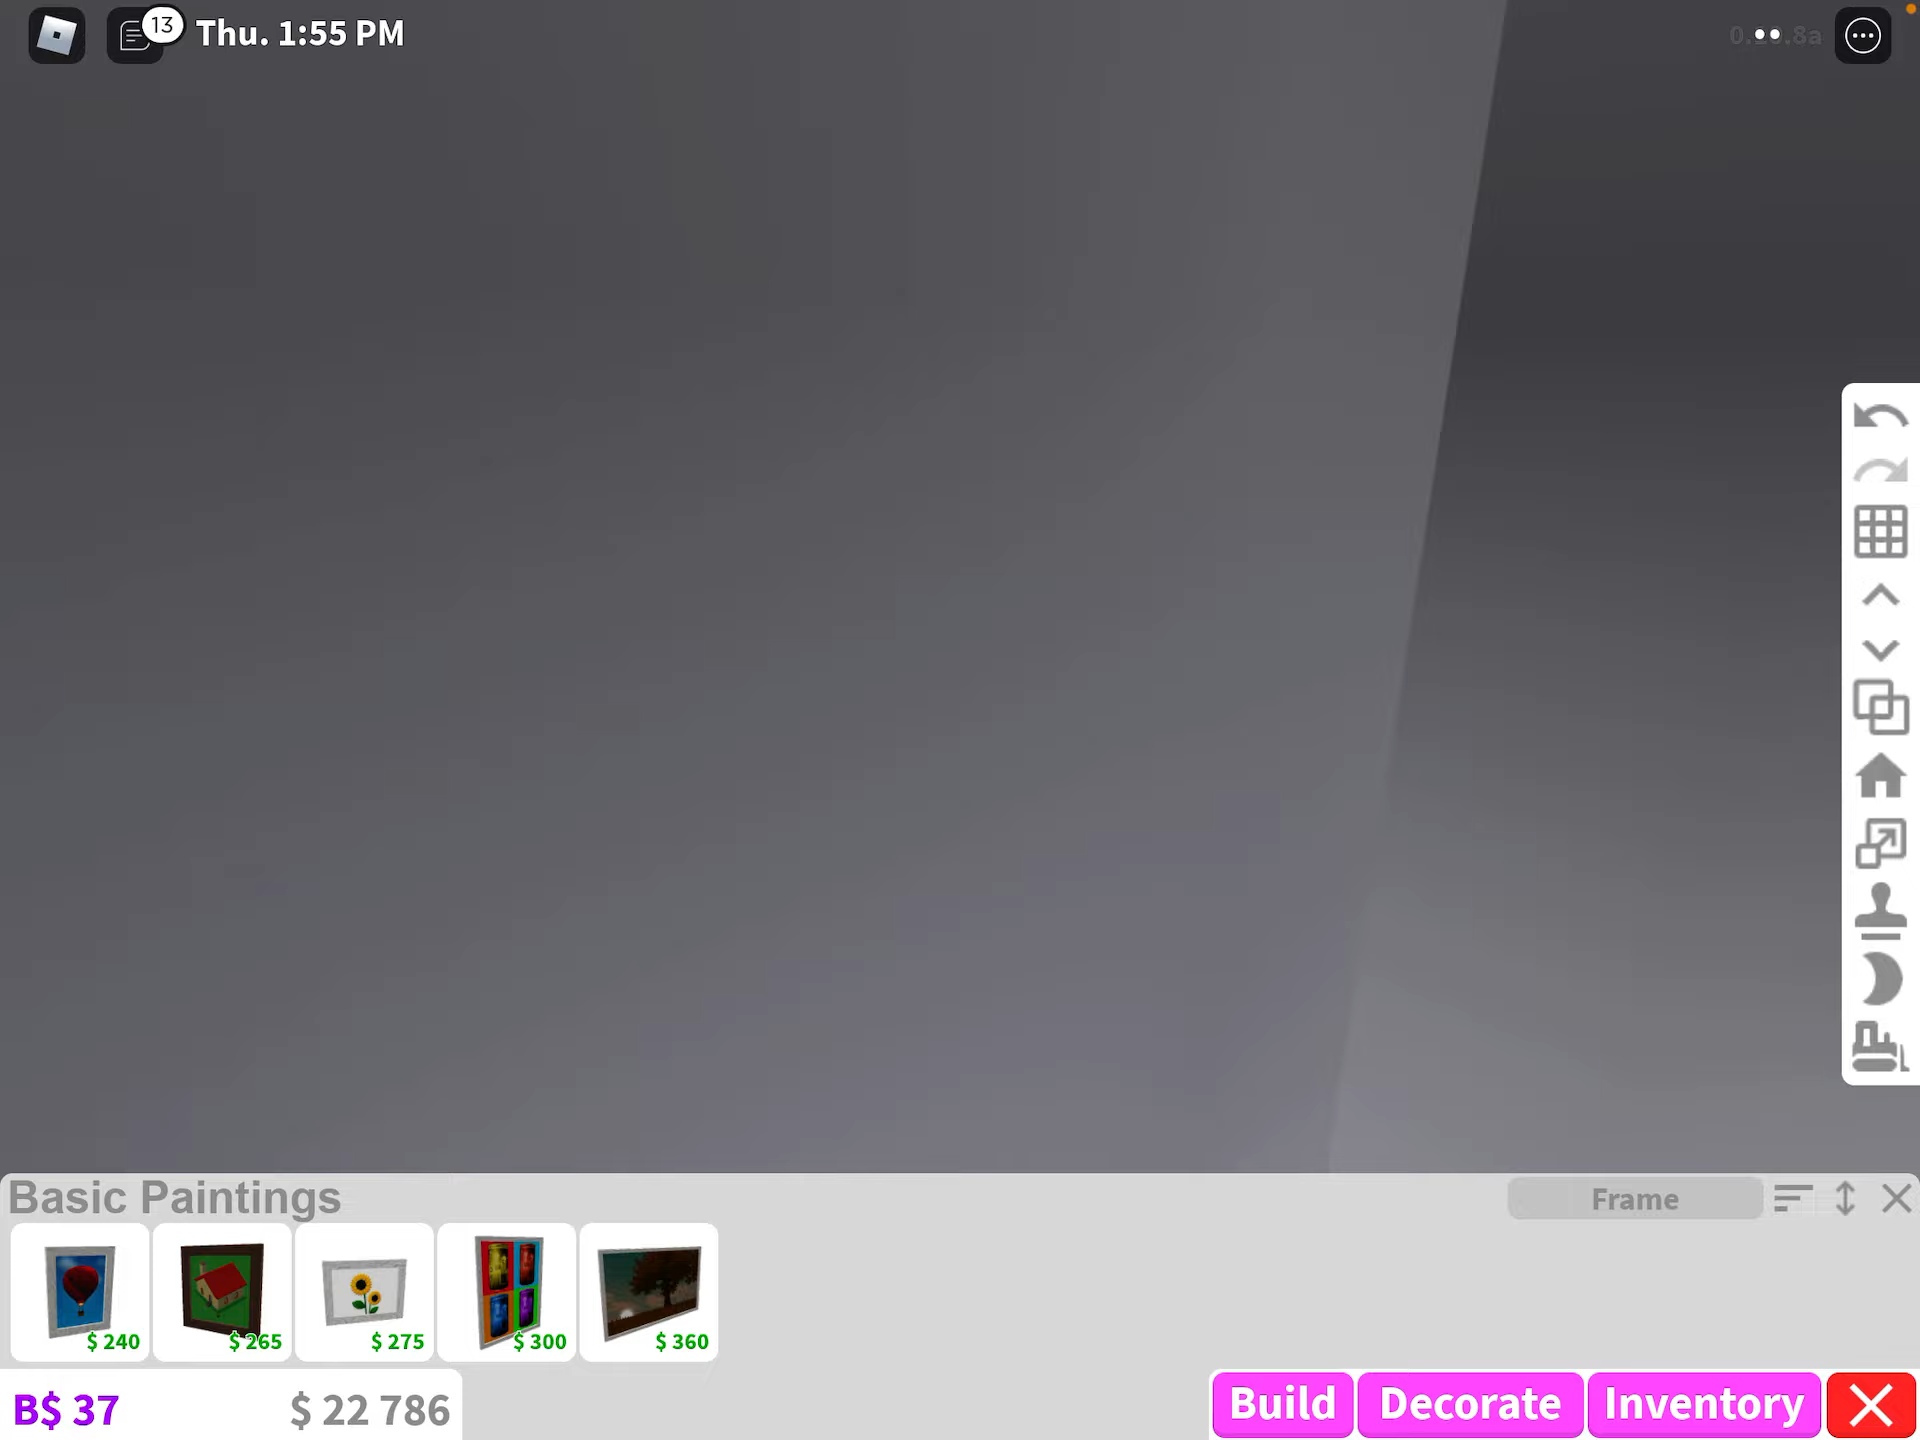 13
Thu. 1:55 PM
Basic Paintings
Frame
$ 240
$ 265
$ 275
$ 300
$ 360
B$ 37
$ 22 786
Build
Decorate
Inventory